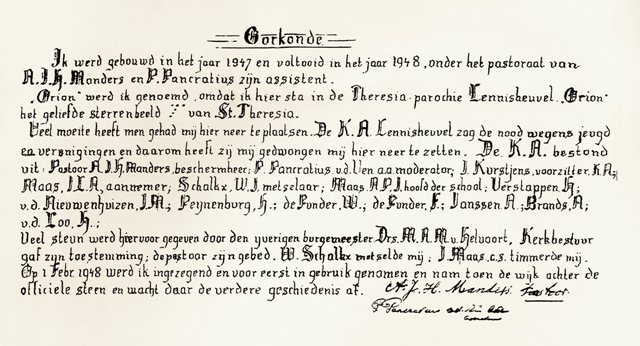 Oorkonde
Ik werd gebouwd in het jaar 1947 en voltooid in het jaar 1948, onder het pastoraat van
A.J.H. Manders en P. Pancratius zijn assistent.
"Orion" werd ik genoemd, omdat ik hier sta in de Theresia-parochie Lennisheuvel. "Orion"
het geliefde sterrenbeeld van St. Theresia.
Veel moeite heeft men gehad mij hier neer te plaatsen. De K.A. Lennisheuvel zag de nood wegens jeugd
en verenigingen en daarom heeft zij mij gedwongen mij hier neer te zetten. De K.A. bestond
uit: Pastoor A.J.H. Manders, beschermheer; P. Pancratius v.d. Ven a.a. moderator; J. Kurstjens, voorzitter K.A;
Maas, J.L.A, aannemer; Schalkx, W.J. metselaar; Maas A.P.J. hoofd der school; Verstappen, H;
v.d. Nieuwenhuizen, J.M.; Peijnenburg, H.; de Punder, W.; de Punder, F; Janssen A.; Brands, A;
v.d. Loo, H.;
Veel steun werd hiervoor gegeven door den ijverigen burgemeester Drs. M.A.M. v. Helvoort, Kerkbestuur
gaf zijn toestemming; de pastoor zijn gebed. W. Schalkx metselde mij; J. Maas c.s. timmerde mij.
Op 1 Febr. 1948 werd ik ingezegend en voor eerst in gebruik genomen en nam toen de wijk achter de
officiele steen en wacht daar de verdere geschiedenis af. A. J. H. Manders. Pastoor.
P. Pancratius